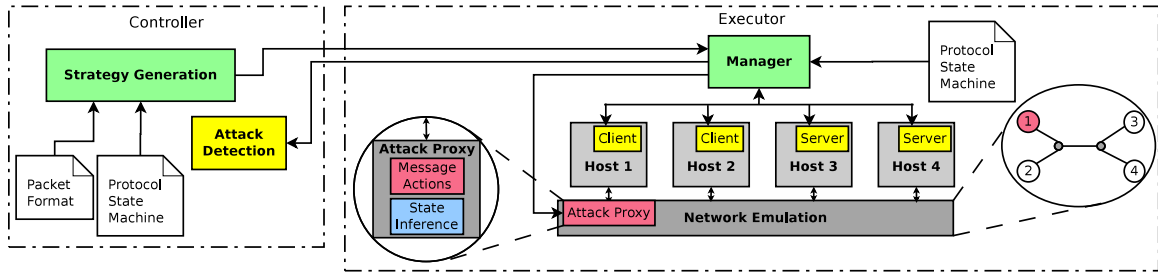 Controller
Strategy Generation
Attack
Detection
Packet
Format
Protocol
State
Machine
Executor
Manager
Protocol
State
Machine
Attack Proxy
Message
Actions
State
Inference
Client
Host 1
Client
Host 2
Server
Host 3
Server
Host 4
Attack Proxy
Network Emulation
1
2
3
4